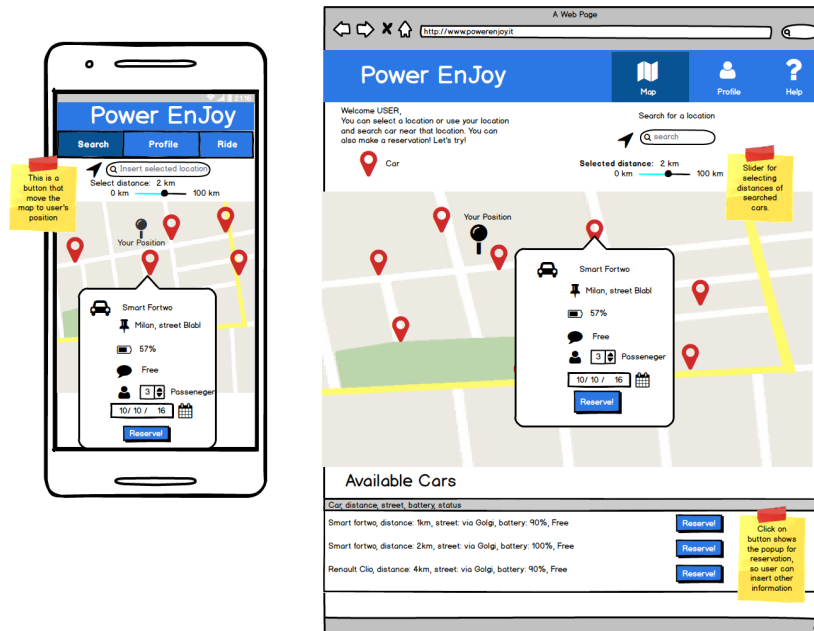 21:16
Power EnJoy
Search Profile Ride
Insert selected location
Select distance: 2 km
0 km 100 km
This is a
button that
move the
map to user's
position
Your Position
Smart Fortwo
Milan, street Blabl
57%
Free
3 Passeneger
10/ 10 / 16
Reserve!
A Web Page
http://www.powerenjoy.it
Power EnJoy
Map Profile Help
Welcome USER,
You can select a location or use your location
and search car near that location. You can
also make a reservation! Let's try!
Car
Search for a location
search
Selected distance: 2 km
0 km 100 km
Slider for
selecting
distances of
searched
cars.
Your Position
Smart Fortwo
Milan, street Blabl
57%
Free
3 Passeneger
10/ 10 / 16
Reserve!
Available Cars
Car, distance, street, battery, status
Smart fortwo, distance: 1km, street: via Golgi, battery: 90%, Free Reserve!
Smart fortwo, distance: 2km, street: via Golgi, battery: 100%, Free Reserve!
Renault Clio, distance: 4km, street: via Golgi, battery: 90%, Free Reserve!
Click on
button shows
the popup for
reservation,
so user can
insert other
information